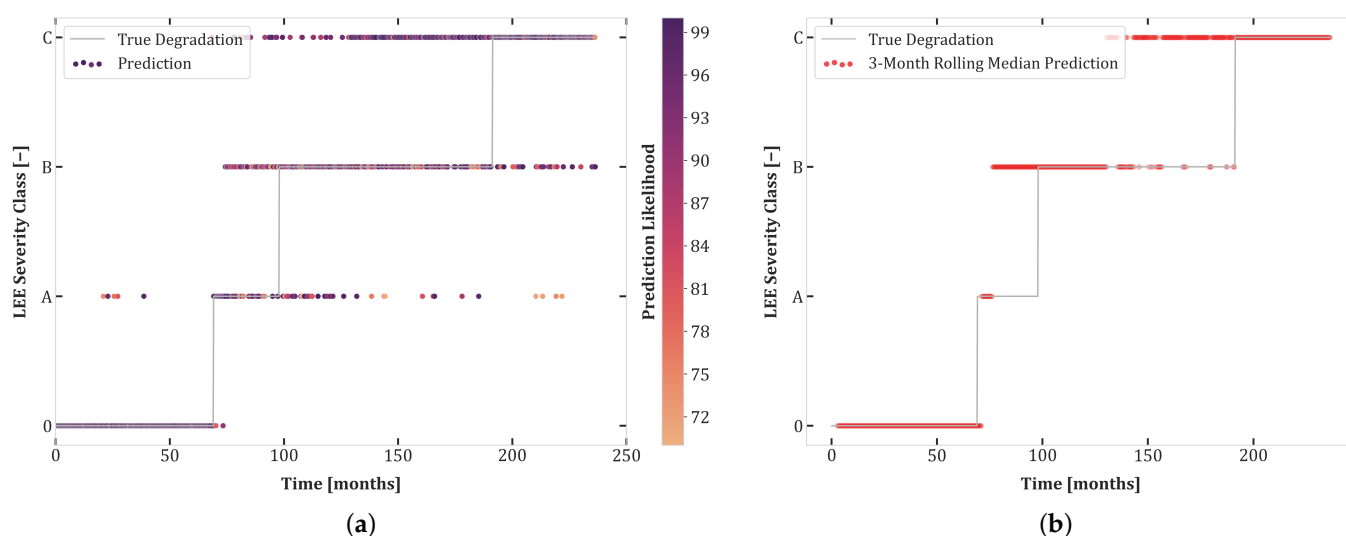 C
True Degradation
Prediction
B
A
0
LEE Severity Class [−]
0
50
100
150
200
250
Time [months]
99
96
93
90
87
84
81
78
75
72
Prediction Likelihood
(a)
C
True Degradation
3-Month Rolling Median Prediction
B
A
0
LEE Severity Class [−]
0
50
100
150
200
Time [months]
(b)